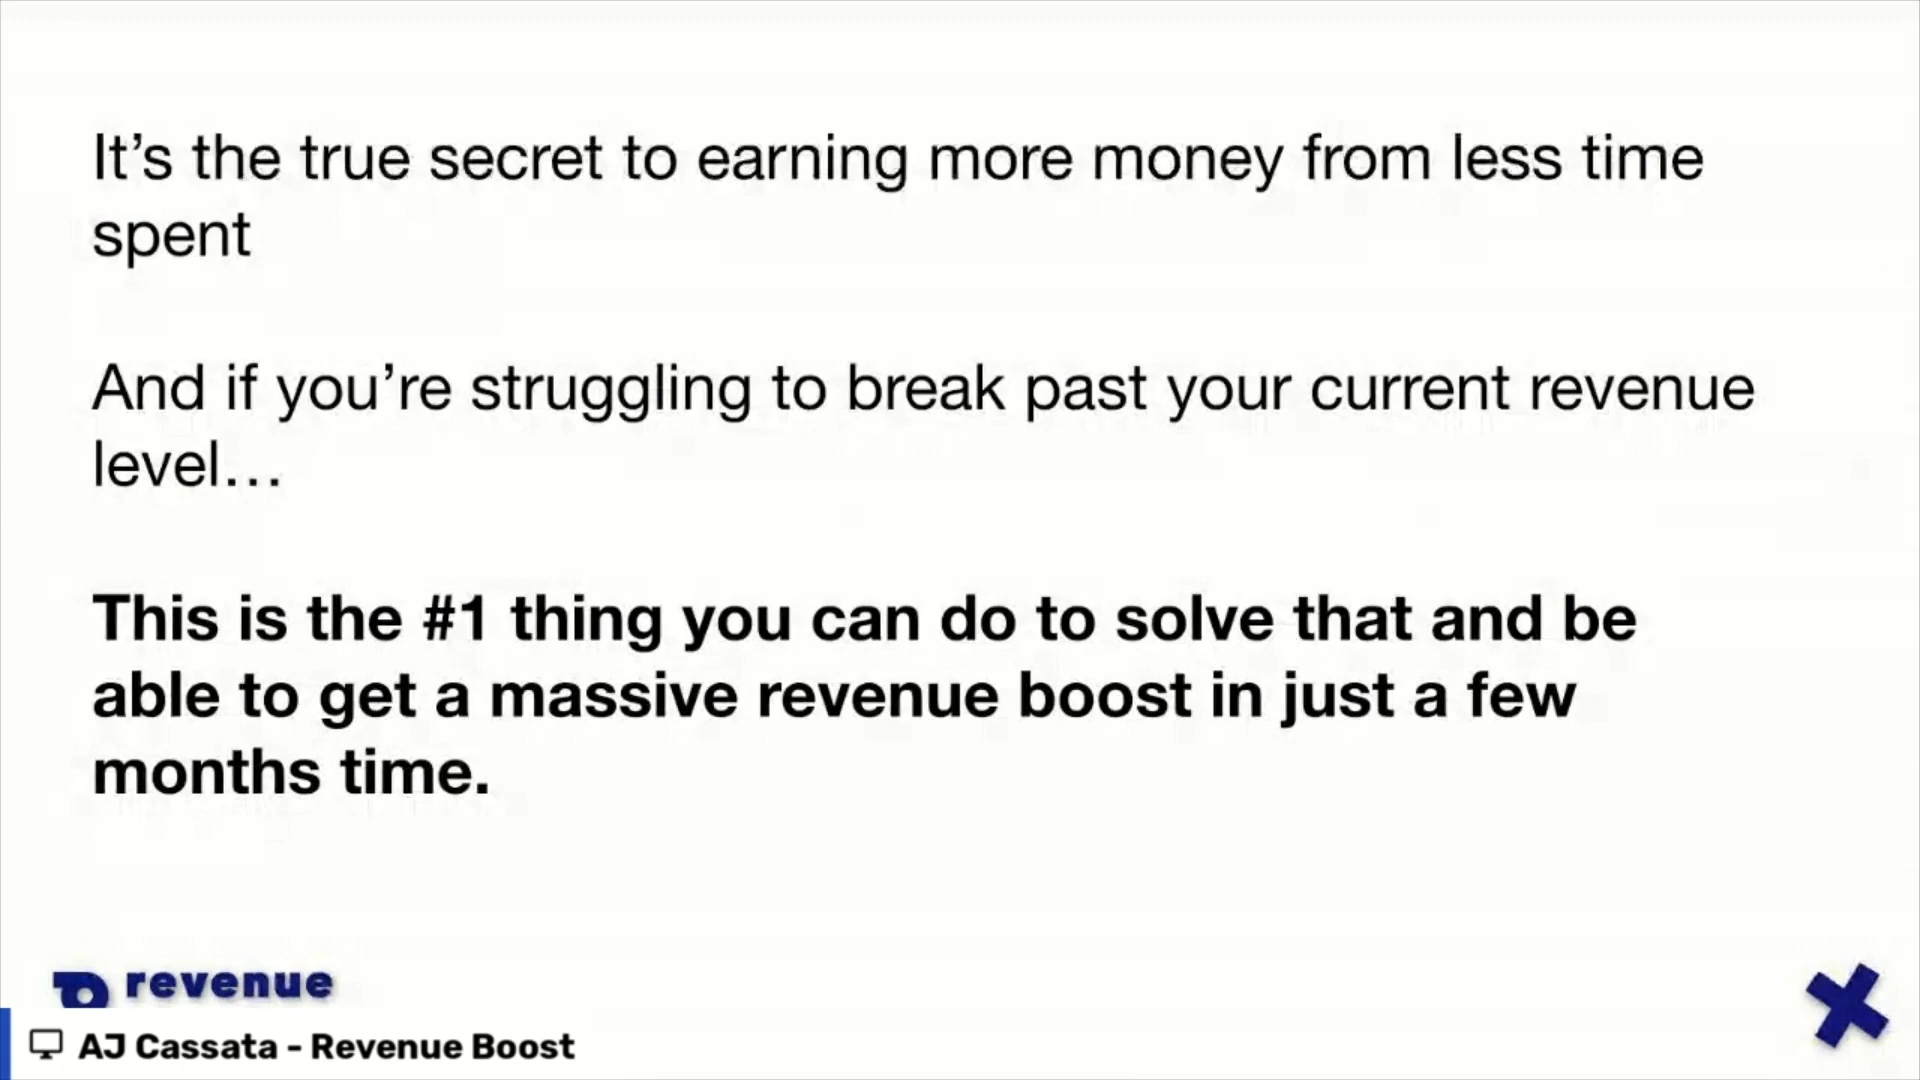 It’s the true secret to earning more money from less time
spent
And if you’re struggling to break past your current revenue
level…
This is the #1 thing you can do to solve that and be
able to get a massive revenue boost in just a few
months time.
revenue
AJ Cassata - Revenue Boost